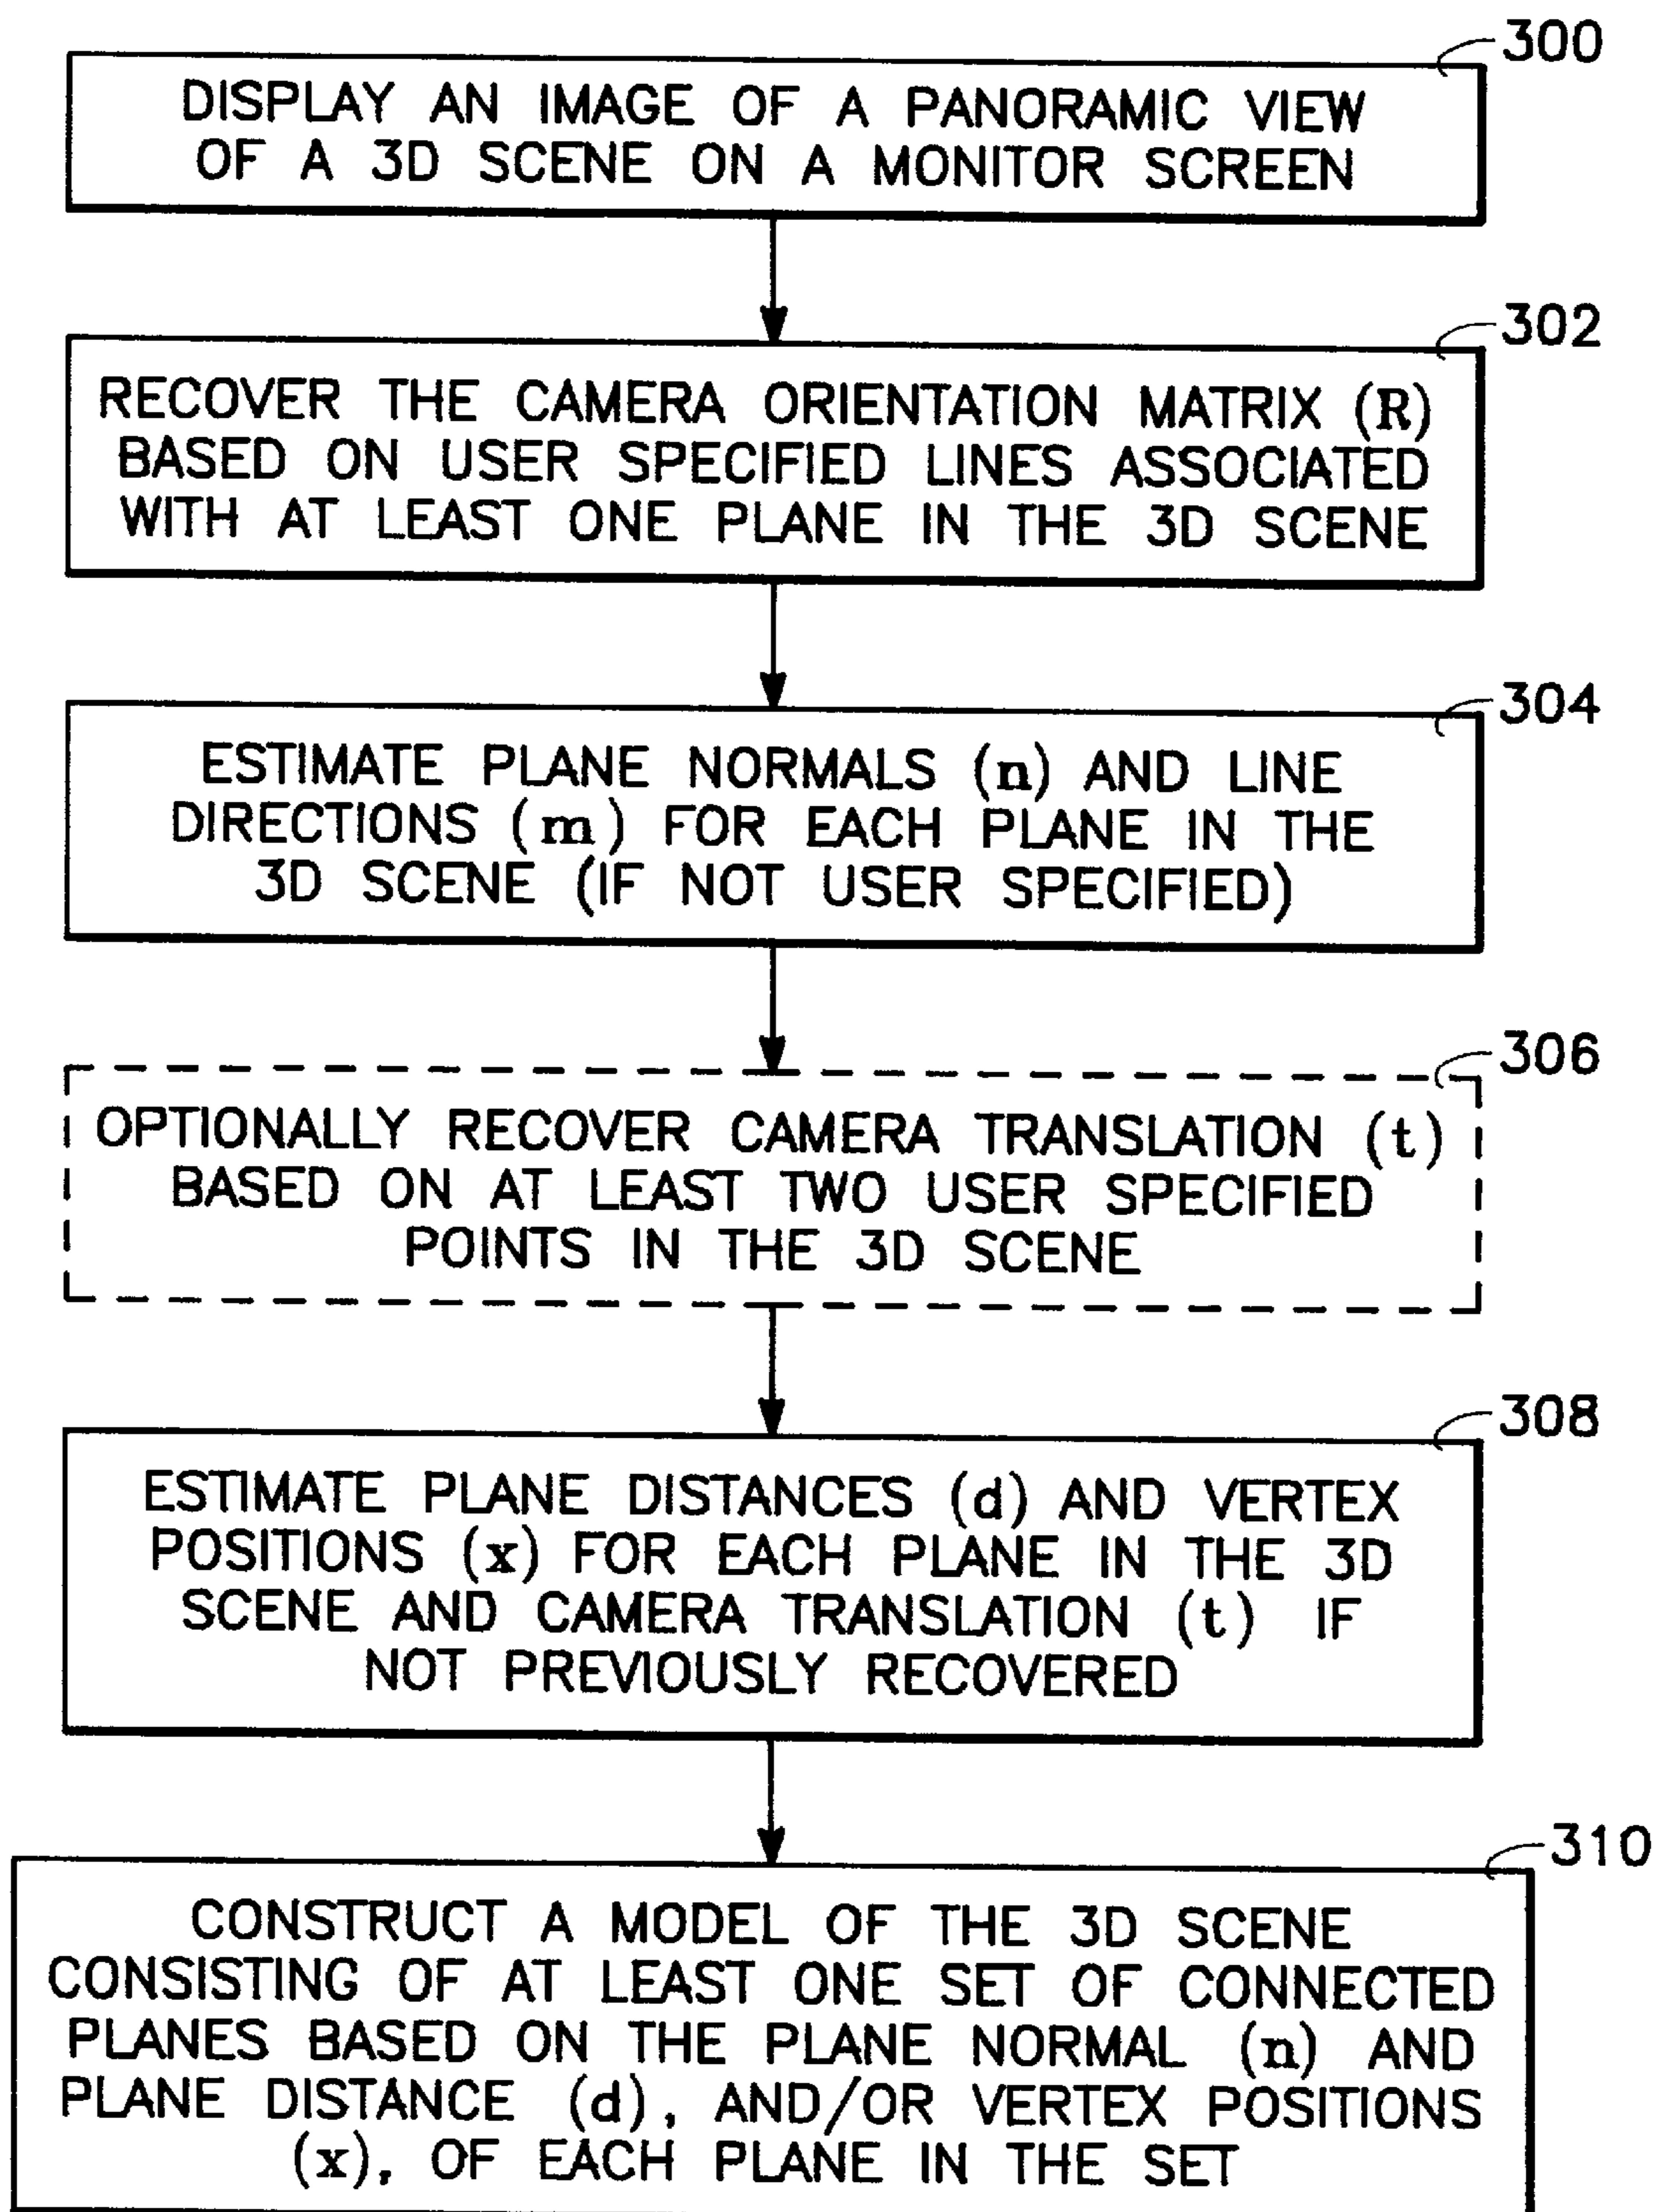 300
DISPLAY AN IMAGE OF A PANORAMIC VIEW
OF A 3D SCENE ON A MONITOR SCREEN
302
RECOVER THE CAMERA ORIENTATION MATRIX (R)
BASED ON USER SPECIFIED LINES ASSOCIATED
WITH AT LEAST ONE PLANE IN THE 3D SCENE
304
ESTIMATE PLANE NORMALS (n) AND LINE
DIRECTIONS (m) FOR EACH PLANE IN THE
3D SCENE (IF NOT USER SPECIFIED)
306
OPTIONALLY RECOVER CAMERA TRANSLATION (t)
BASED ON AT LEAST TWO USER SPECIFIED
POINTS IN THE 3D SCENE
308
ESTIMATE PLANE DISTANCES (d) AND VERTEX
POSITIONS (x) FOR EACH PLANE IN THE 3D
SCENE AND CAMERA TRANSLATION (t) IF
NOT PREVIOUSLY RECOVERED
310
CONSTRUCT A MODEL OF THE 3D SCENE
CONSISTING OF AT LEAST ONE SET OF CONNECTED
PLANES BASED ON THE PLANE NORMAL (n) AND
PLANE DISTANCE (d), AND/OR VERTEX POSITIONS
(x), OF EACH PLANE IN THE SET